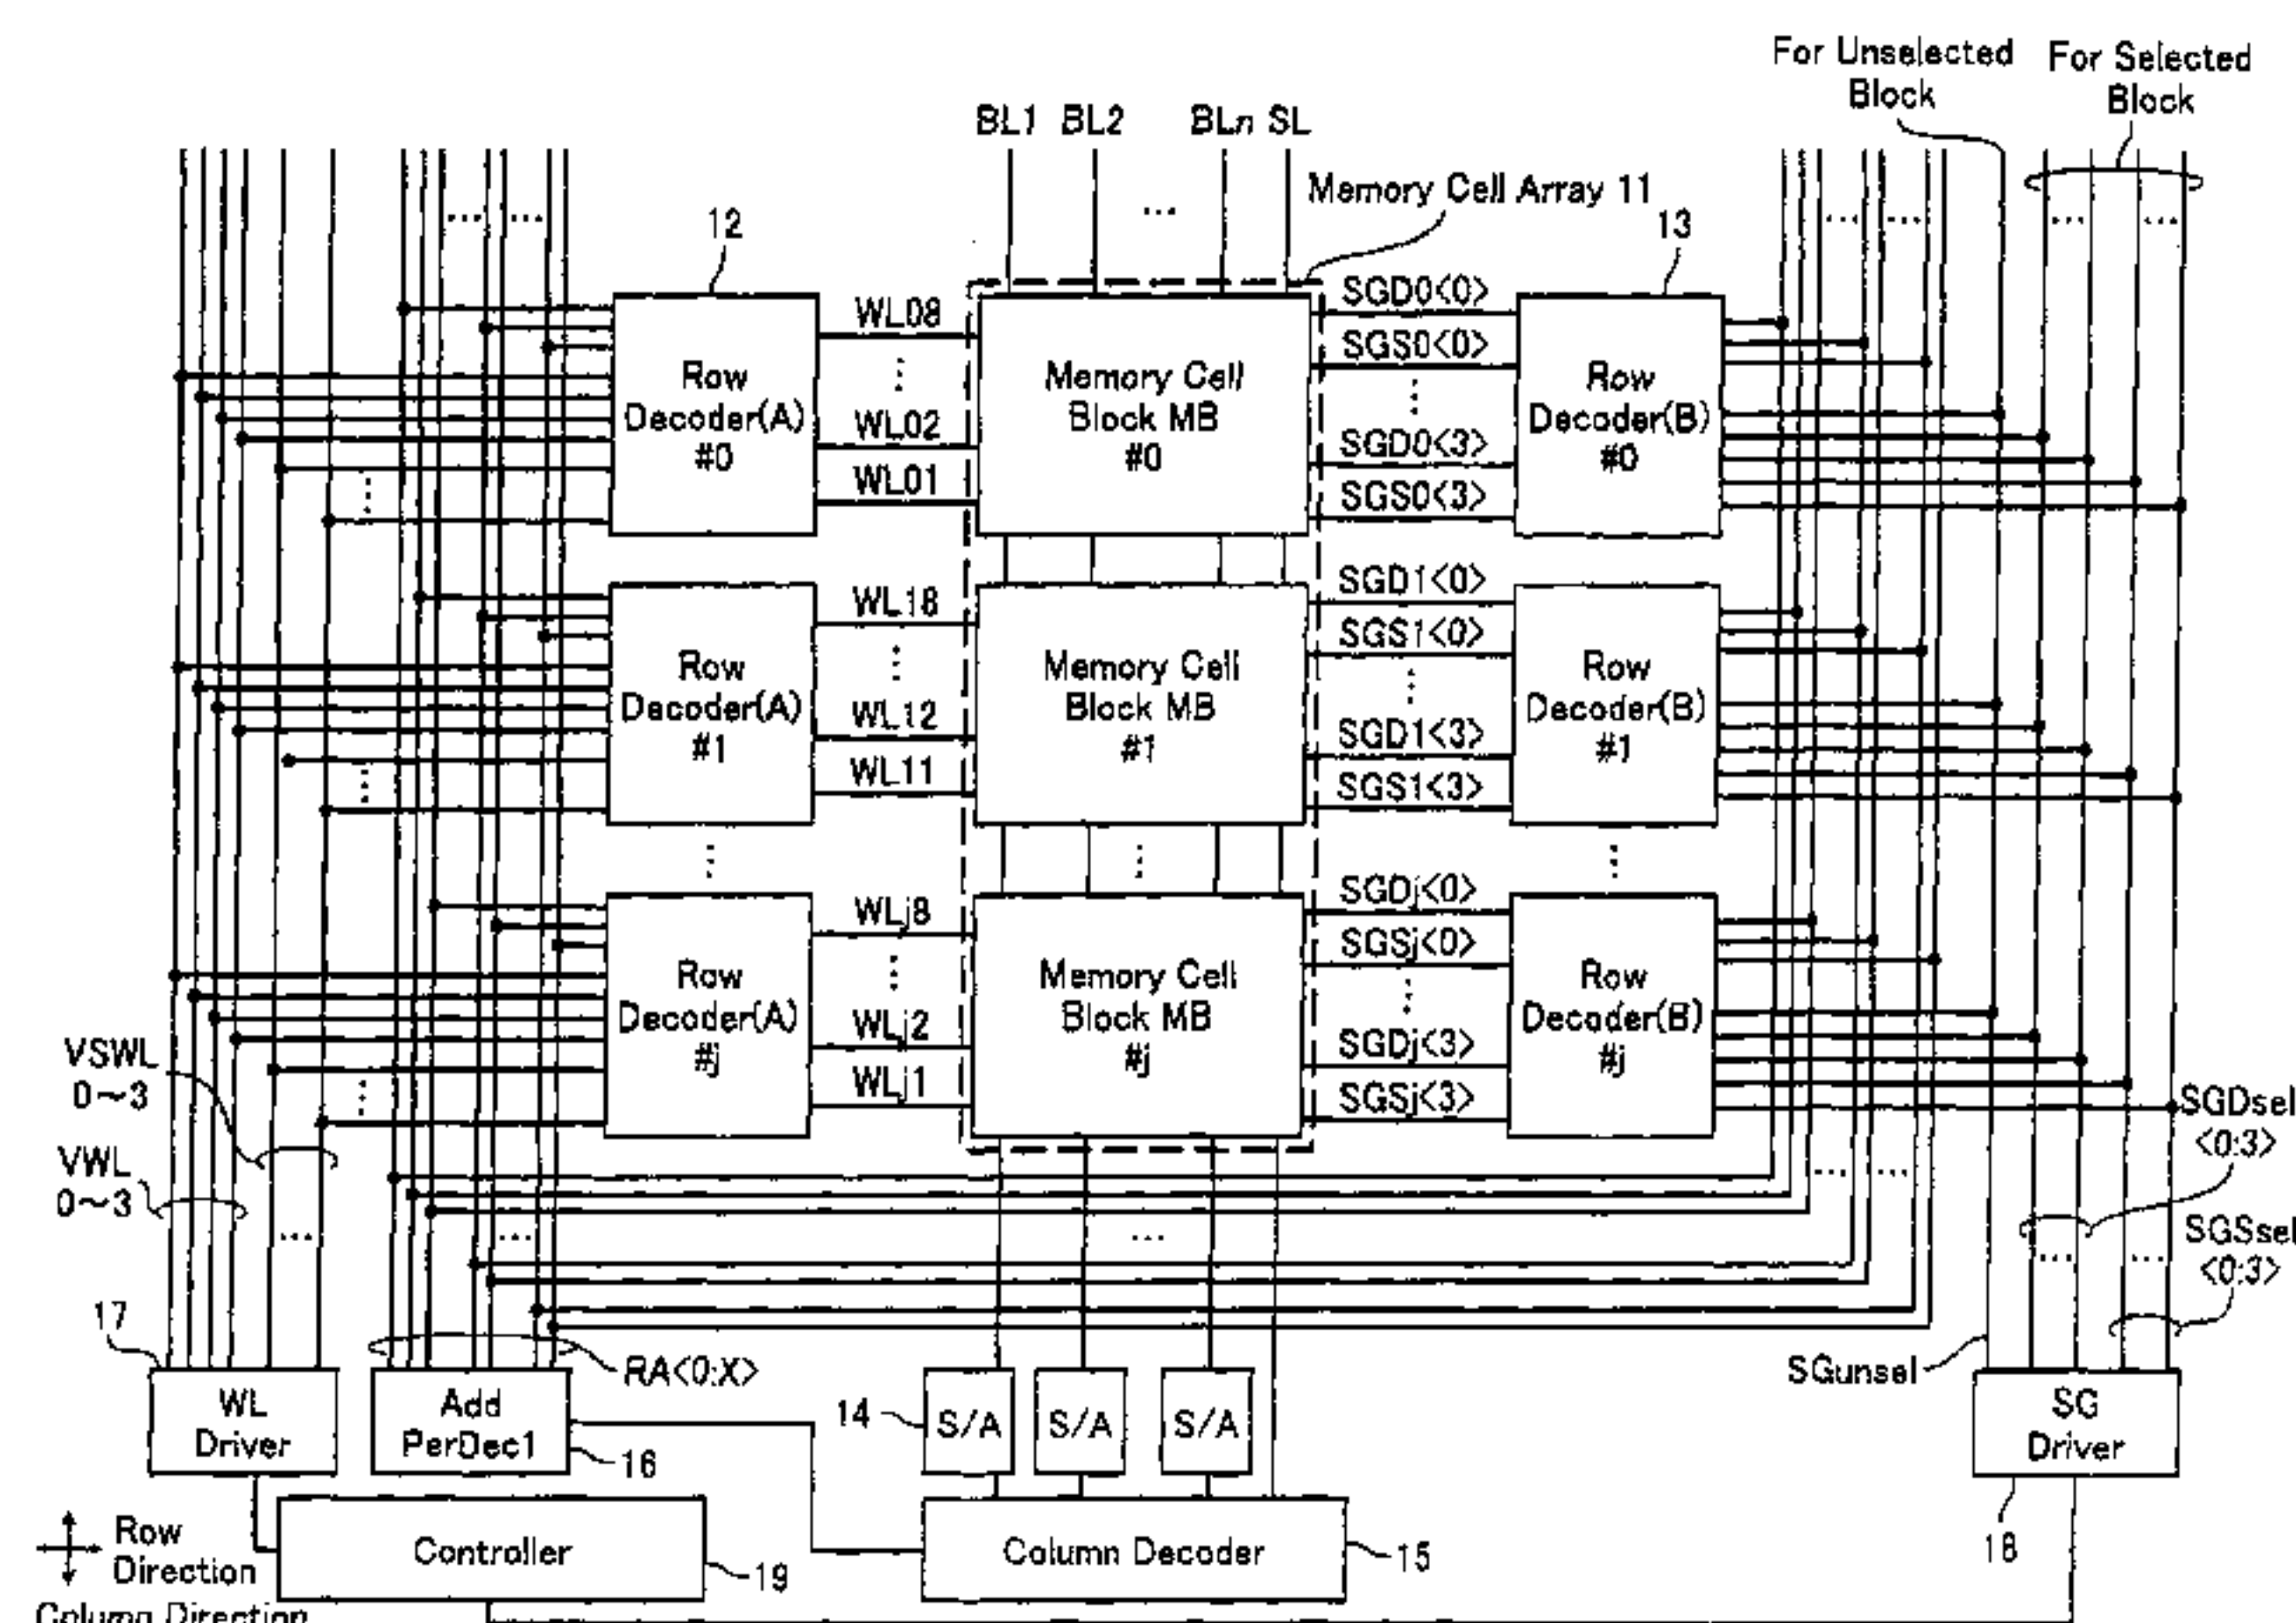 For Unselected
Block
For Selected
Block
BL1 BL2 ... BLn SL
Memory Cell Array 11
12
13
Row
Decoder(A)
#0
WL08
WL02
WL01
Memory Cell
Block MB
#0
SGD0<0>
SGS0<0>
SGD0<3>
SGS0<3>
Row
Decoder(B)
#0
Row
Decoder(A)
#1
WL18
WL12
WL11
Memory Cell
Block MB
#1
SGD1<0>
SGS1<0>
SGD1<3>
SGS1<3>
Row
Decoder(B)
#1
Row
Decoder(A)
#j
WLj8
WLj2
WLj1
Memory Cell
Block MB
#j
SGDj<0>
SGSj<0>
SGDj<3>
SGSj<3>
Row
Decoder(B)
#j
VSWL
0~3
VWL
0~3
SGDsel
<0:3>
SGSsel
<0:3>
17
RA<0:X>
SGunsel
WL
Driver
Add
PerDec1
16
14
S/A
S/A
S/A
SG
Driver
18
Row
Direction
Column Direction
Controller
19
Column Decoder
15